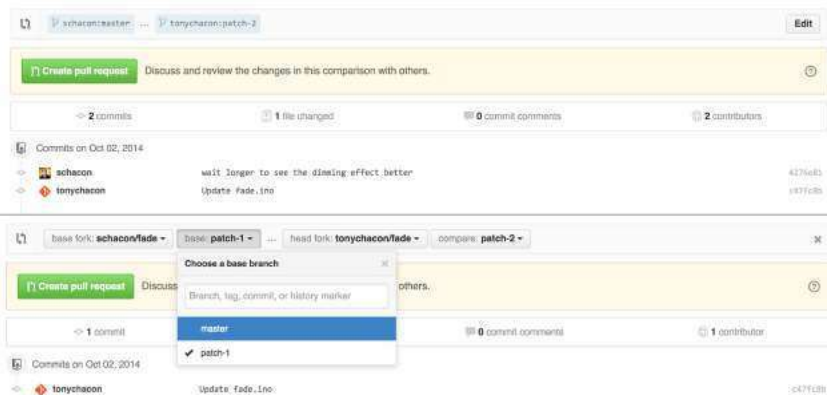 schacon:master ... tonychacon:patch-2 Edit
Create pull request Discuss and review the changes in this comparison with others.
2 commits 1 file changed 0 commit comments 2 contributors
Commits on Oct 02, 2014
schacon wait longer to see the dimming effect better
tonychacon Update fade.ino c47fc8b
base fork: schacon/fade base: patch-1 ... head fork: tonychacon/fade compare: patch-2
Choose a base branch
Create pull request Discuss others.
Branch, tag, commit, or history marker
1 commit master 0 commit comments 1 contributor
patch-1
Commits on Oct 02, 2014
tonychacon Update fade.ino c47fc8b